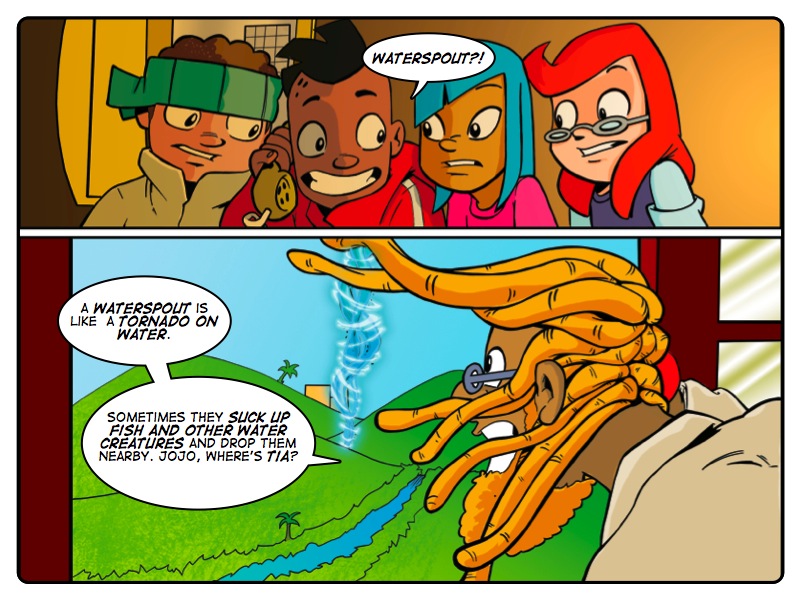 WATERSPOUT?!
A WATERSPOUT IS
LIKE A TORNADO ON
WATER.
SOMETIMES THEY SUCK UP
FISH AND OTHER WATER
CREATURES AND DROP THEM
NEARBY. JOJO, WHERE'S TIA?